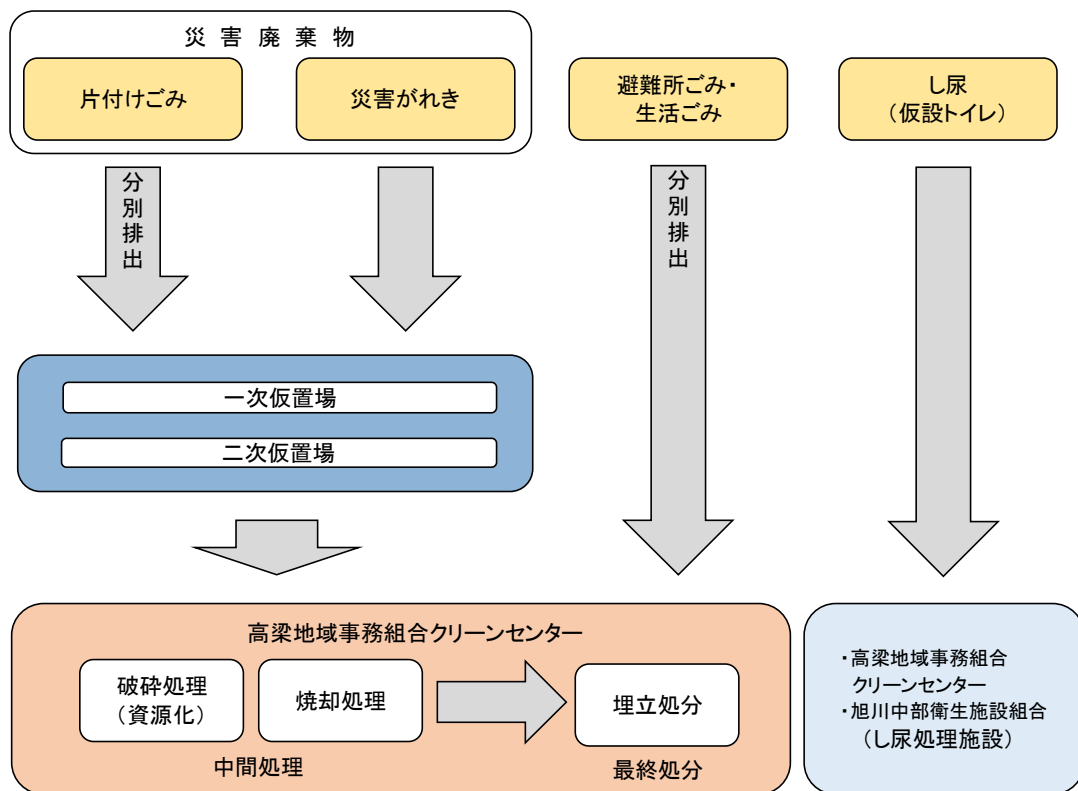 災害廃棄物
片付けごみ
災害がれき
避難所ごみ・
生活ごみ
し尿
（仮設トイレ）
分別排出
分別排出
一次仮置場
二次仮置場
高梁地域事務組合クリーンセンター
破砕処理
（資源化）
焼却処理
埋立処分
中間処理
最終処分
・高梁地域事務組合
クリーンセンター
・旭川中部衛生施設組合
（し尿処理施設）